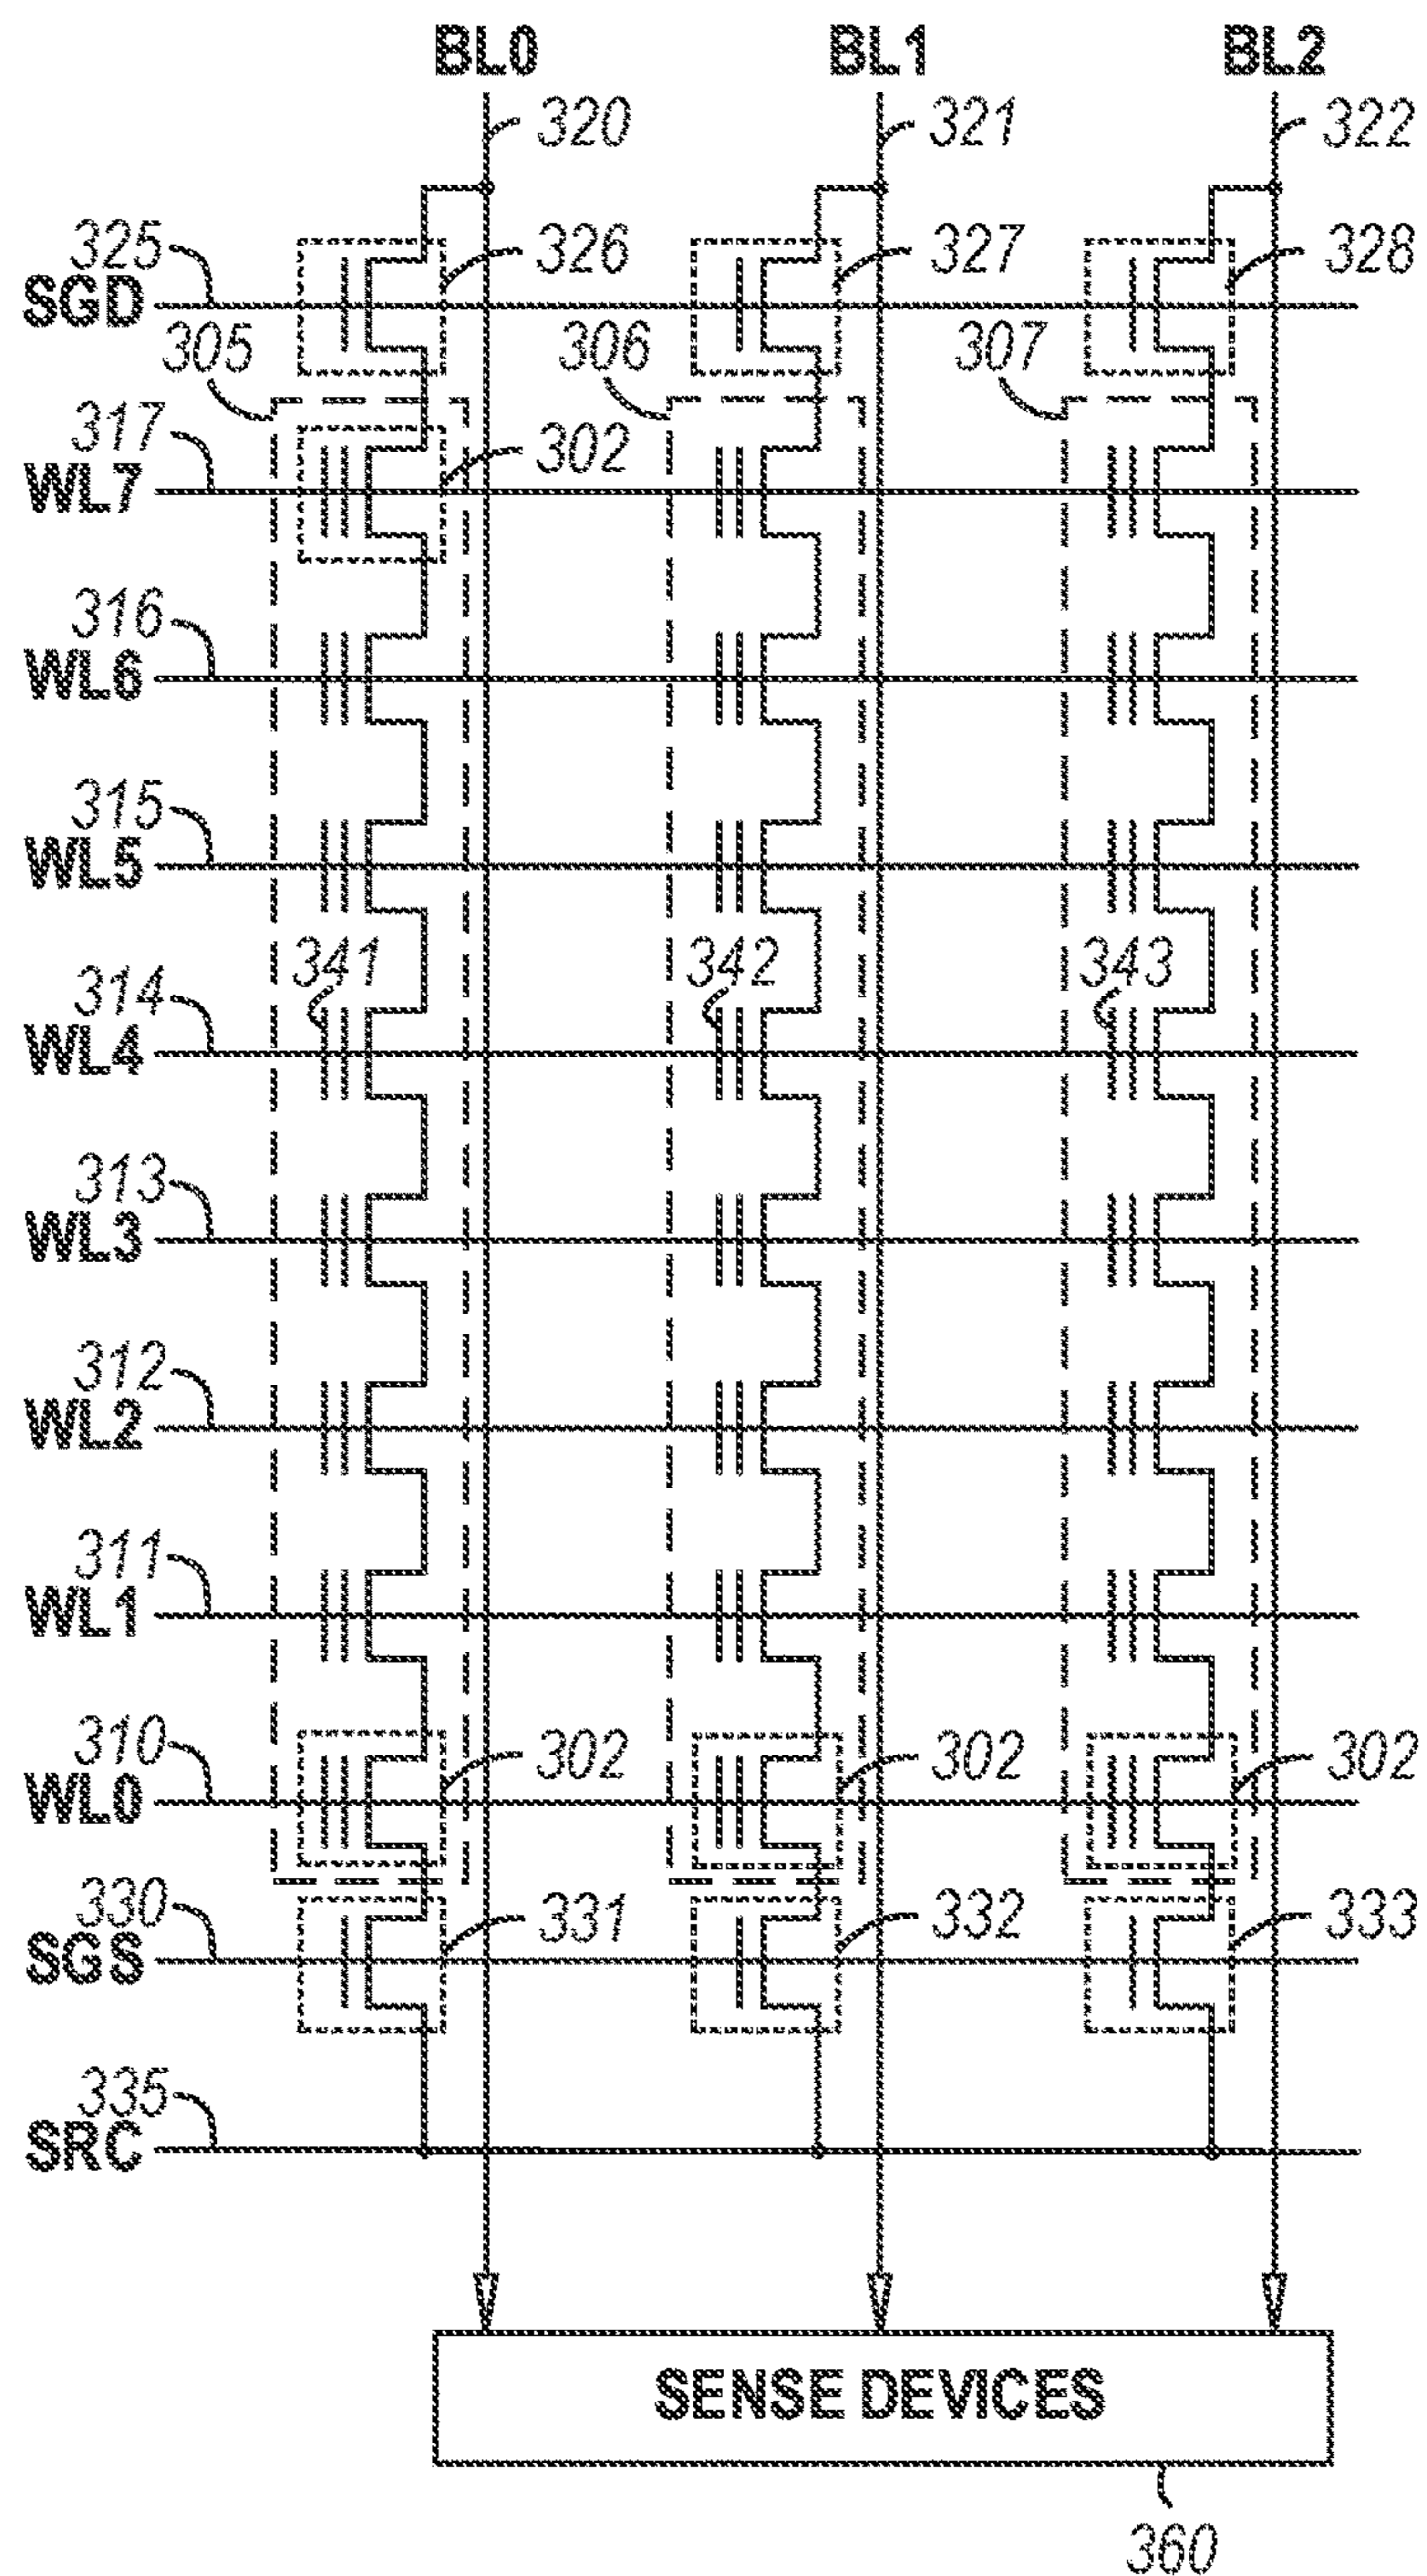 BL0 BL1 BL2
320 321 322
325 326 327 328
SGD
305 306 307
317 302
WL7
316
WL6
315
WL5
341 342 343
314
WL4
313
WL3
312
WL2
311
WL1
310 302 302 302
WL0
330 331 332 333
SGS
335
SRC
SENSE DEVICES
360